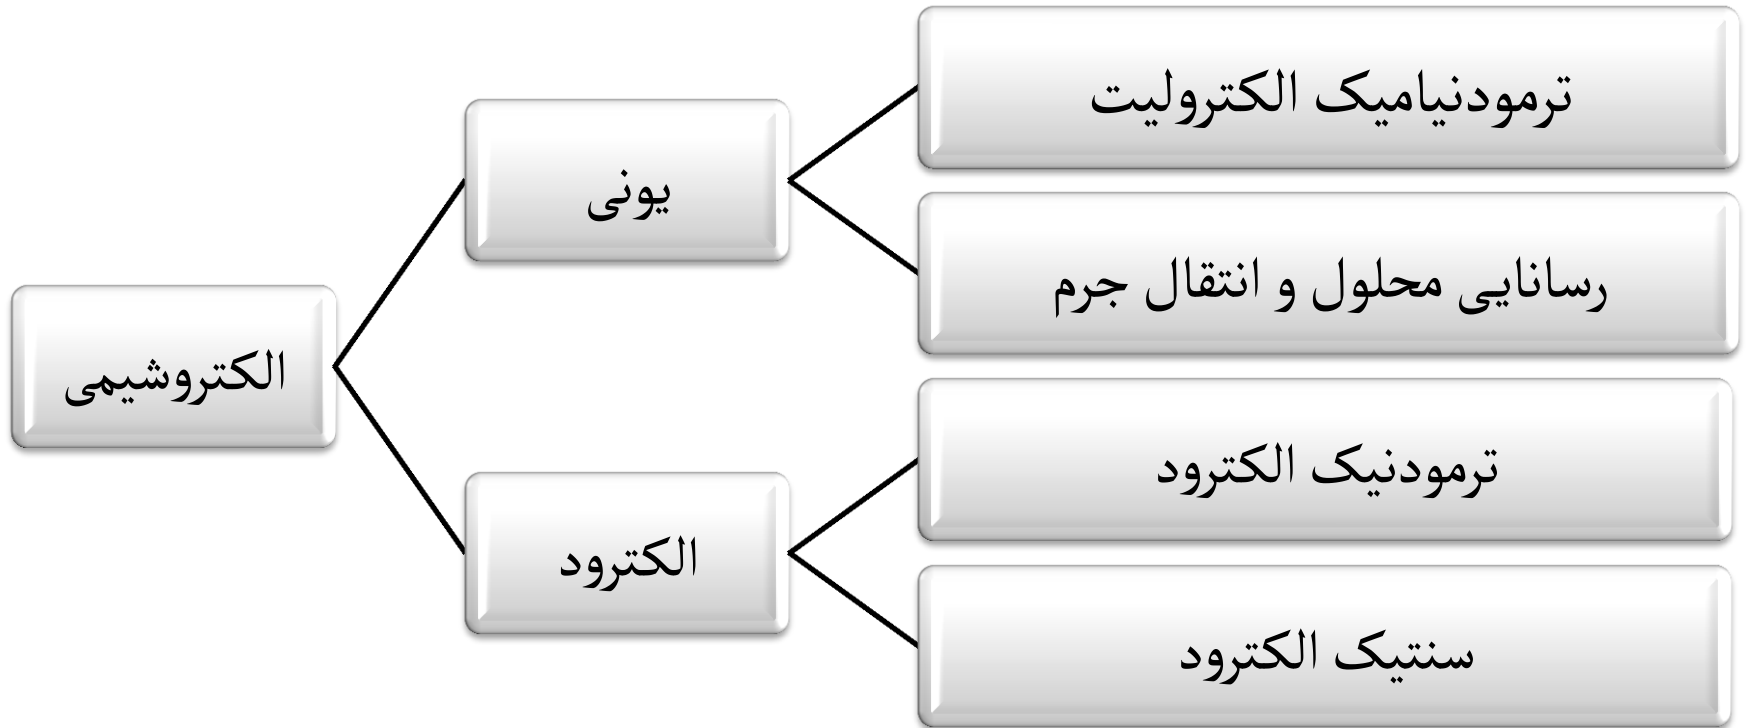 الکتروشیمی
یونی
ترمودنیامیک الکترولیت
رسانایی محلول و انتقال جرم
الکترود
ترمودنیک الکترود
سنتیک الکترود